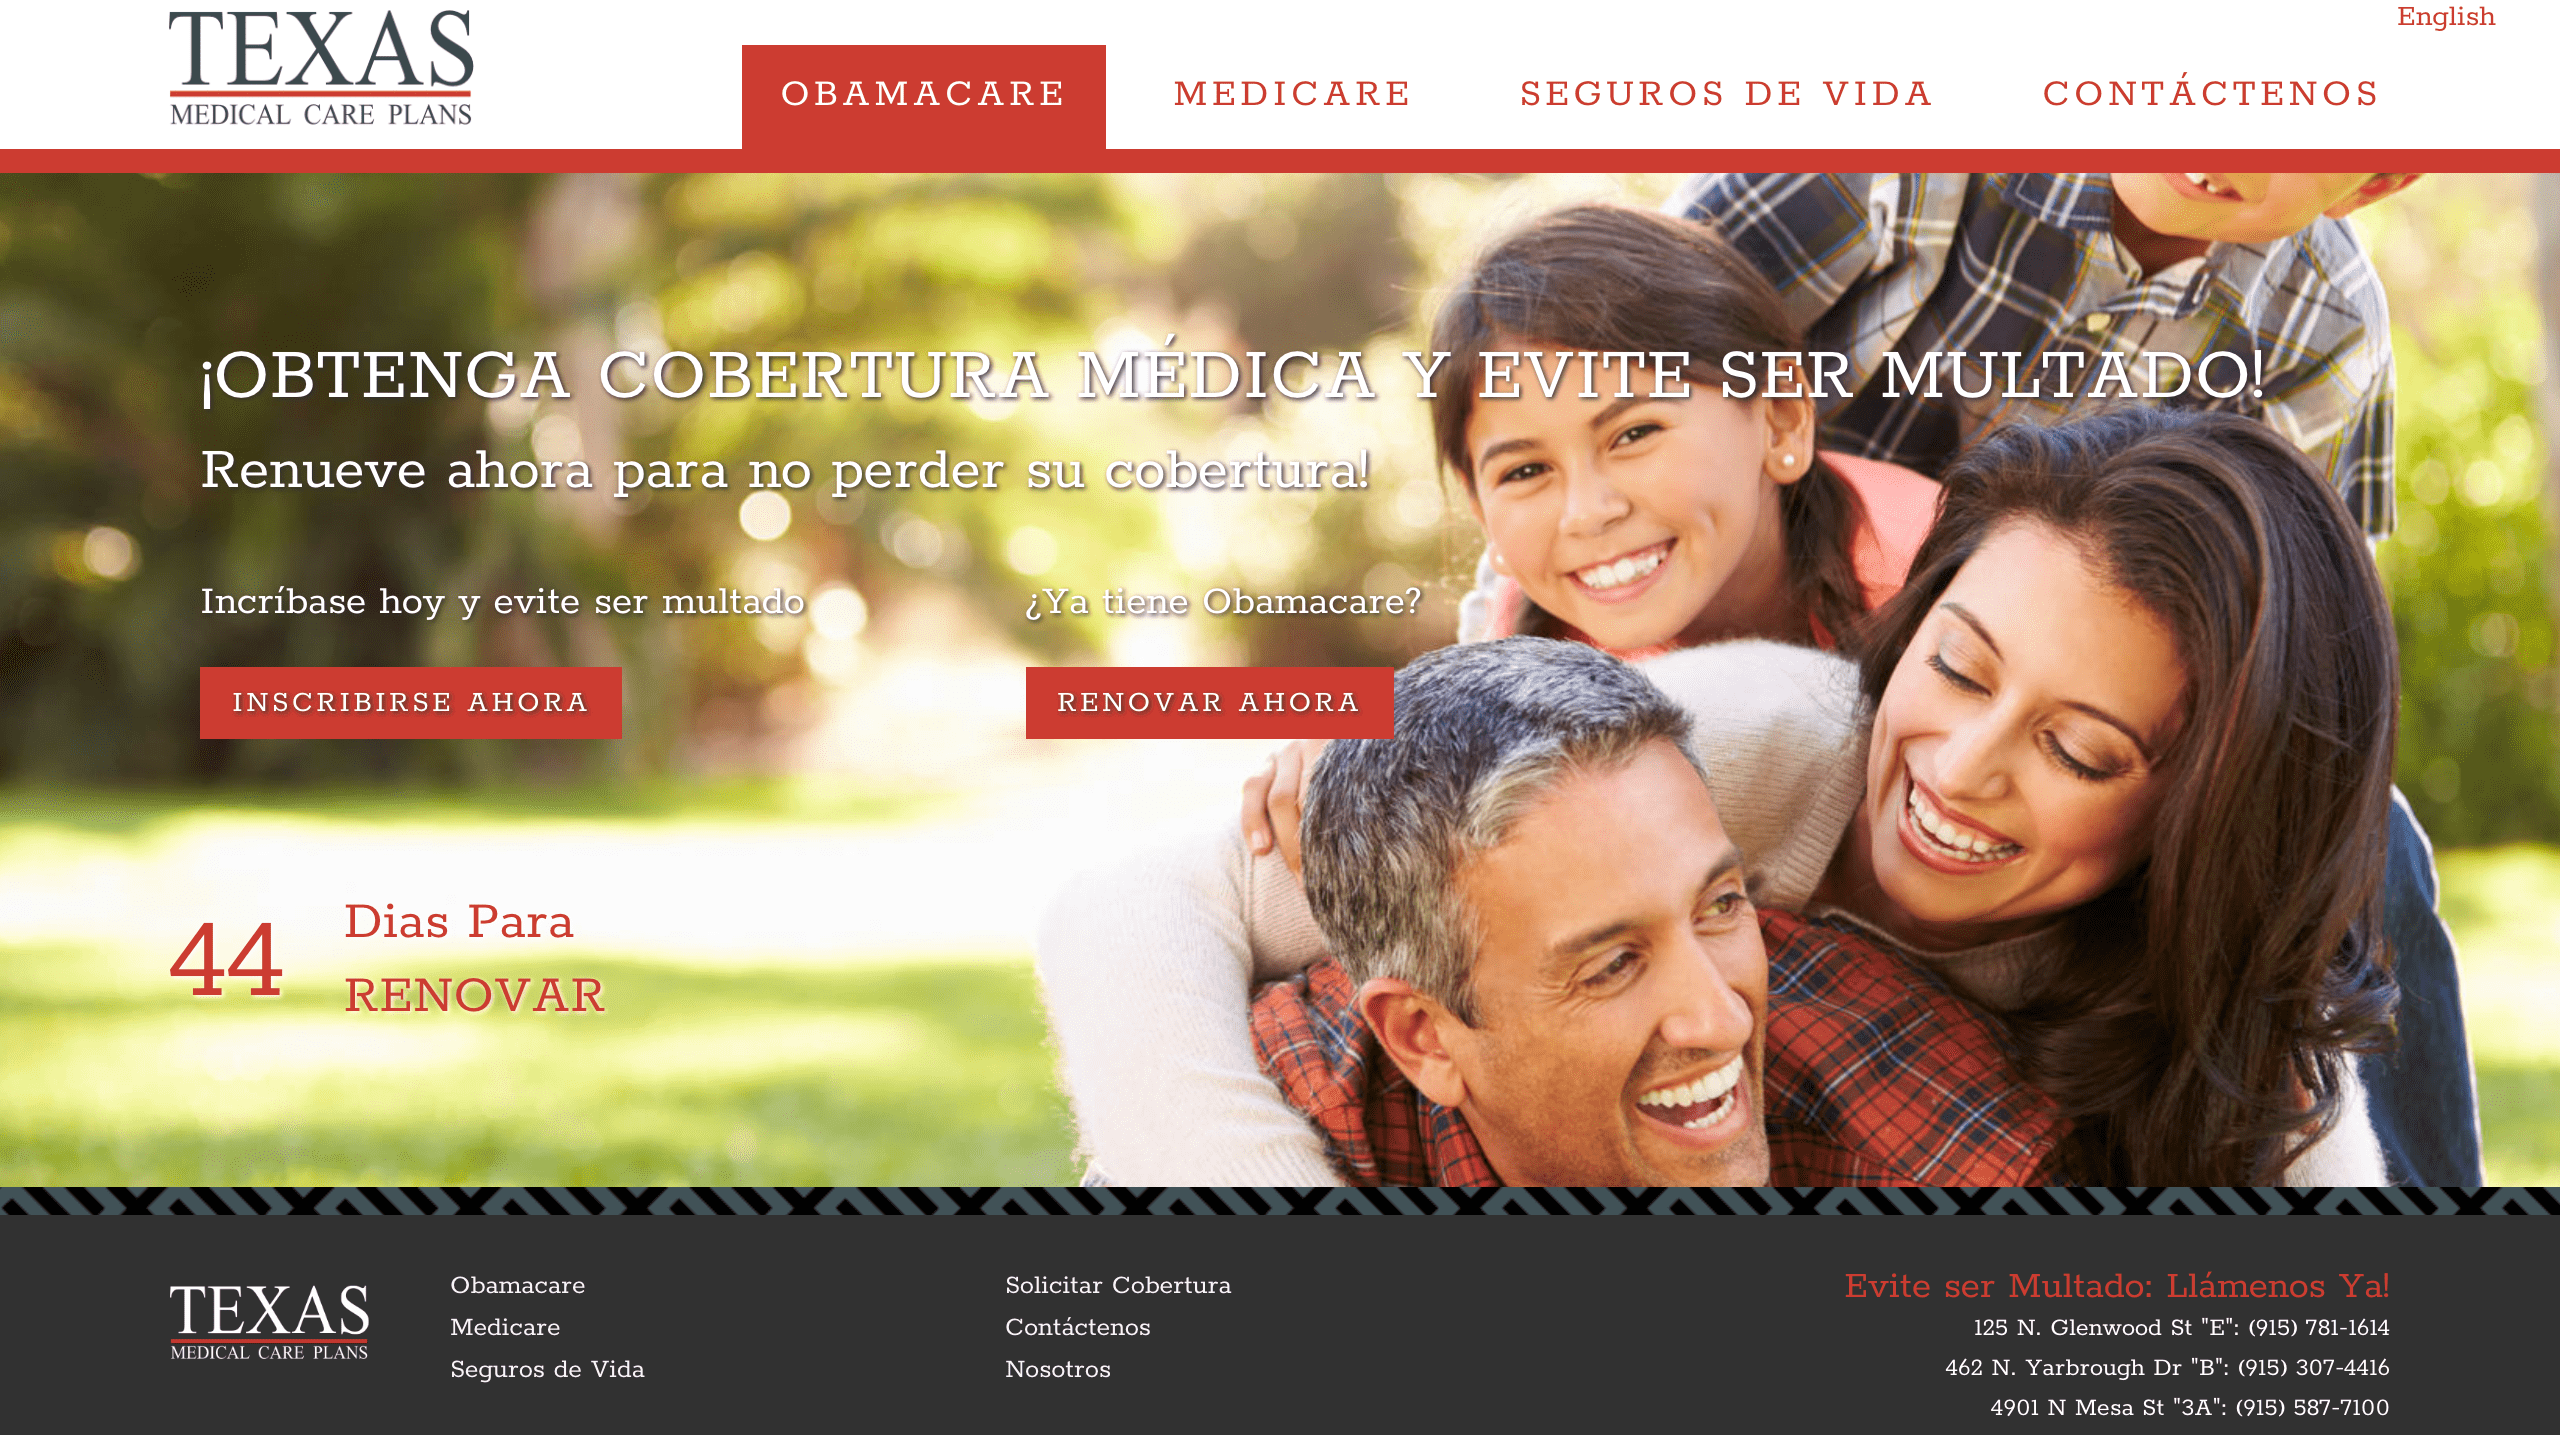 TEXAS
MEDICAL CARE PLANS
English
OBAMACARE
MEDICARE
SEGUROS DE VIDA
CONTÁCTENOS
¡OBTENGA COBERTURA MÉDICA Y EVITE SER MULTADO!
Renueve ahora para no perder su cobertura!
Incríbase hoy y evite ser multado
INSCRIBIRSE AHORA
¿Ya tiene Obamacare?
RENOVAR AHORA
44
Dias Para
RENOVAR
TEXAS
MEDICAL CARE PLANS
Obamacare
Medicare
Seguros de Vida
Solicitar Cobertura
Contáctenos
Nosotros
Evite ser Multado: Llámenos Ya!
125 N. Glenwood St "E": (915) 781-1614
462 N. Yarbrough Dr "B": (915) 307-4416
4901 N Mesa St "3A": (915) 587-7100